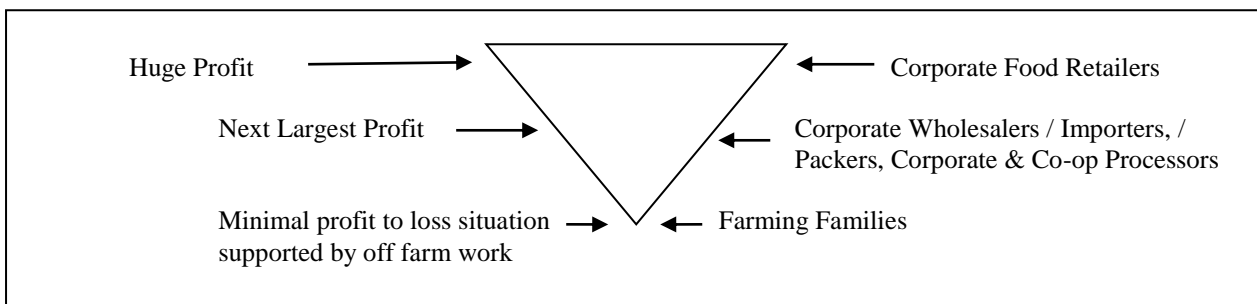 Huge Profit
Corporate Food Retailers
Next Largest Profit
Corporate Wholesalers / Importers, /
Packers, Corporate & Co-op Processors
Minimal profit to loss situation
supported by off farm work
Farming Families